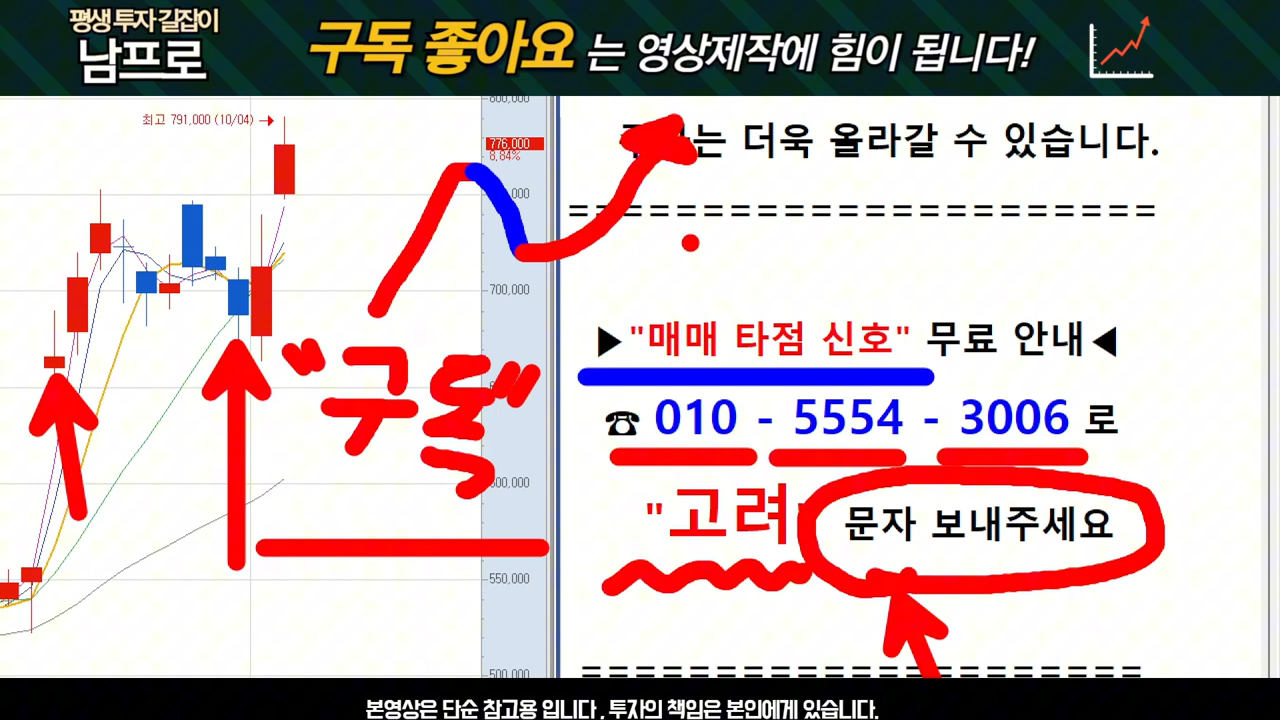 평생 투자 길잡이
남프로
구독 좋아요 는 영상제작에 힘이 됩니다!
최고 791,000 (10/04) →
800,000
776,000
8,84%
700,000
550,000
500,000
"구독"
는 더욱 올라갈 수 있습니다.
==============================
▶"매매 타점 신호" 무료 안내◀
☎ 010 - 5554 - 3006 로
"고려" 문자 보내주세요
==============================
본영상은 단순 참고용 입니다 , 투자의 책임은 본인에게 있습니다.